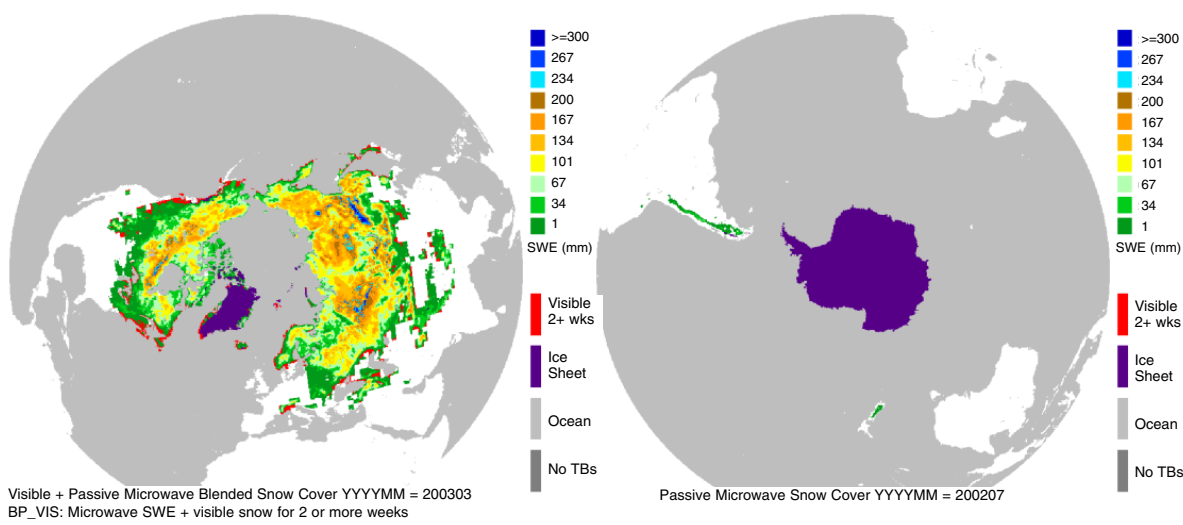 >=300
267
234
200
167
134
101
67
34
1
SWE (mm)
Visible
2+ wks
Ice
Sheet
Ocean
No TBs
Visible + Passive Microwave Blended Snow Cover YYYYMM = 200303
BP_VIS: Microwave SWE + visible snow for 2 or more weeks
>=300
267
234
200
167
134
101
67
34
1
SWE (mm)
Visible
2+ wks
Ice
Sheet
Ocean
No TBs
Passive Microwave Snow Cover YYYYMM = 200207